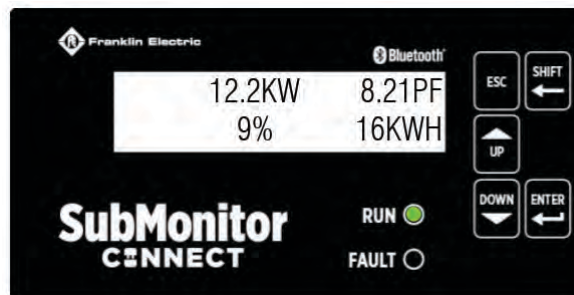 Franklin Electric
Bluetooth
12.2KW 8.21PF
9% 16KWH
ESC
SHIFT
UP
DOWN
ENTER
SubMonitor
CONNECT
RUN
FAULT